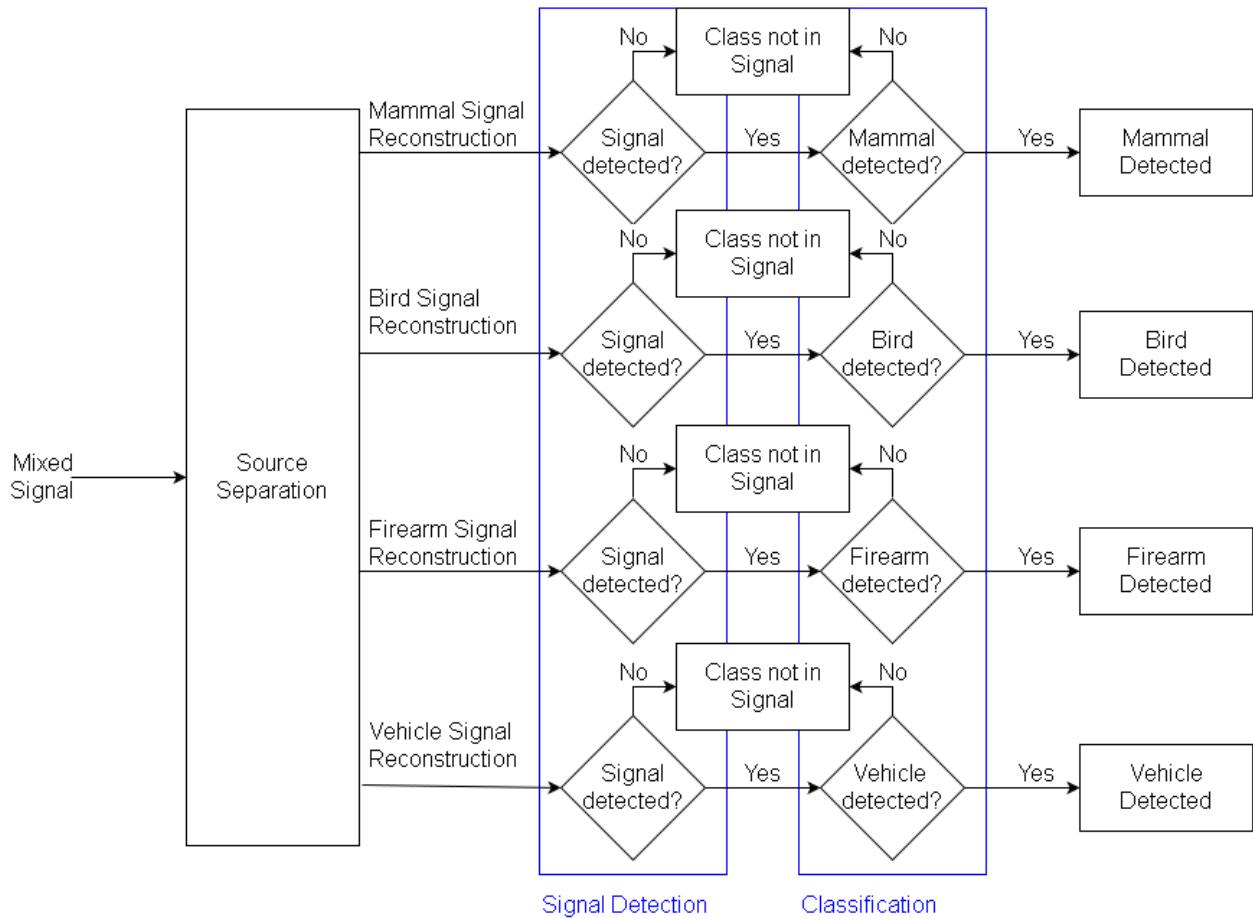 No
Class not in
Signal
No
Mammal Signal
Reconstruction
Signal
detected?
Yes
Mammal
detected?
Yes
Mammal
Detected
No
Class not in
Signal
No
Bird Signal
Reconstruction
Signal
detected?
Yes
Bird
detected?
Yes
Bird
Detected
Mixed
Signal
Source
Separation
No
Class not in
Signal
No
Firearm Signal
Reconstruction
Signal
detected?
Yes
Firearm
detected?
Yes
Firearm
Detected
No
Class not in
Signal
No
Vehicle Signal
Reconstruction
Signal
detected?
Yes
Vehicle
detected?
Yes
Vehicle
Detected
Signal Detection
Classification